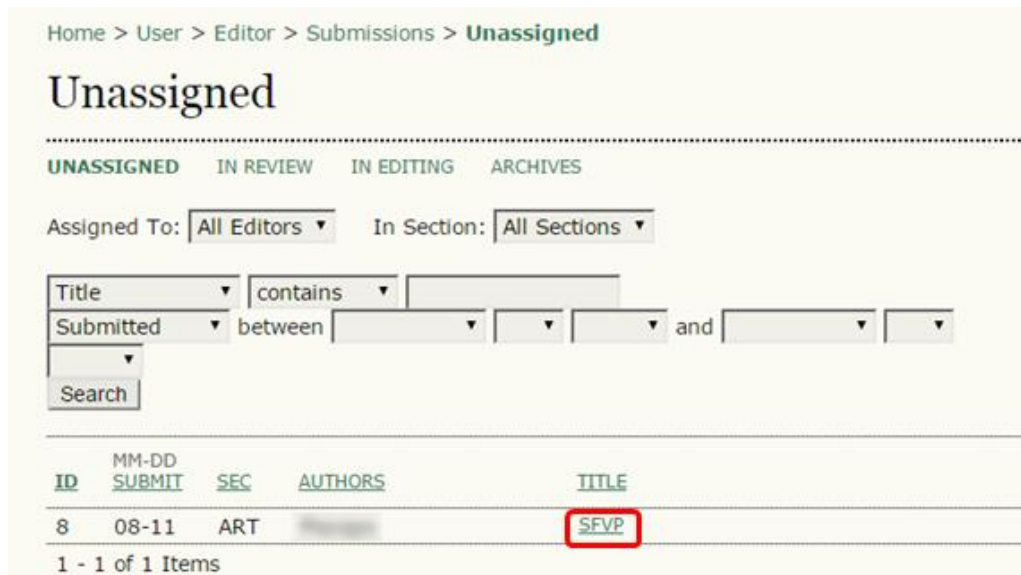 Home > User > Editor > Submissions > Unassigned
Unassigned
UNASSIGNED IN REVIEW IN EDITING ARCHIVES
Assigned To: All Editors In Section: All Sections
Title contains
Submitted between and
Search
MM-DD
ID SUBMIT SEC AUTHORS TITLE
8 08-11 ART SFVP
1 - 1 of 1 Items